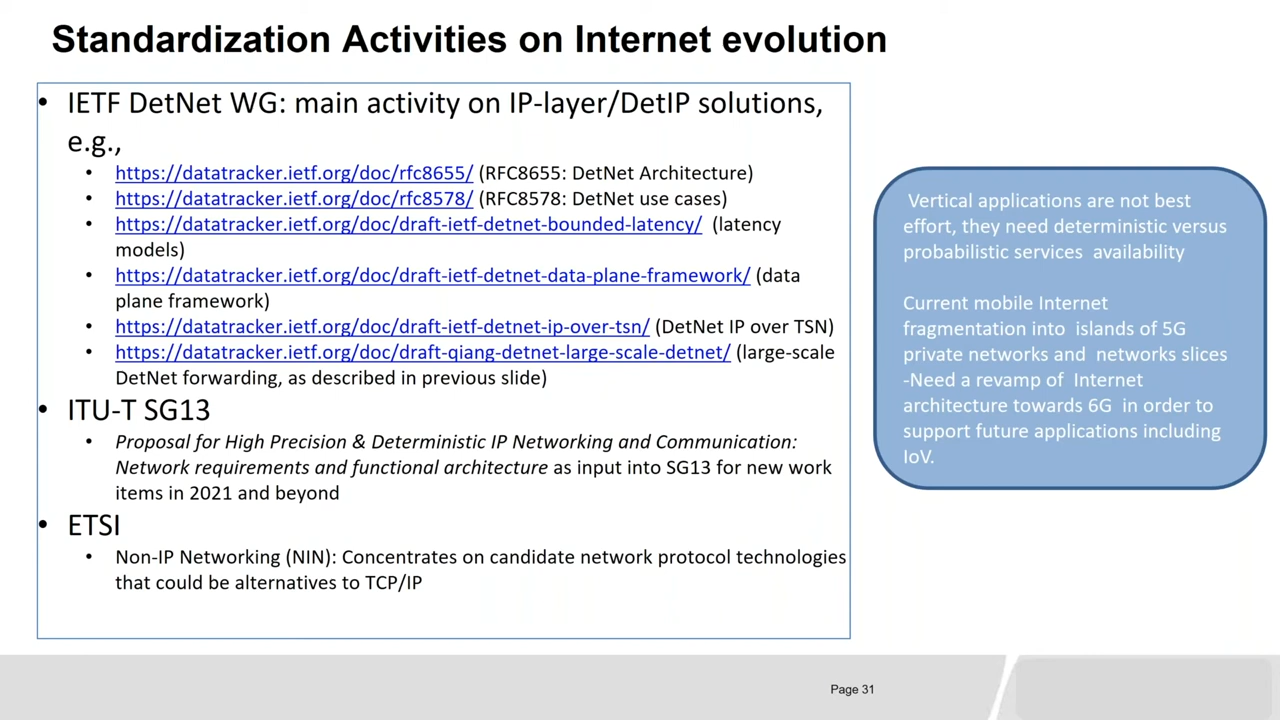 Standardization Activities on Internet evolution
• IETF DetNet WG: main activity on IP-layer/DetIP solutions,
e.g.,
• https://datatracker.ietf.org/doc/rfc8655/ (RFC8655: DetNet Architecture)
• https://datatracker.ietf.org/doc/rfc8578/ (RFC8578: DetNet use cases)
• https://datatracker.ietf.org/doc/draft-ietf-detnet-bounded-latency/ (latency
models)
• https://datatracker.ietf.org/doc/draft-ietf-detnet-data-plane-framework/ (data
plane framework)
• https://datatracker.ietf.org/doc/draft-ietf-detnet-ip-over-tsn/ (DetNet IP over TSN)
• https://datatracker.ietf.org/doc/draft-qiang-detnet-large-scale-detnet/ (large-scale
DetNet forwarding, as described in previous slide)
• ITU-T SG13
• Proposal for High Precision & Deterministic IP Networking and Communication:
Network requirements and functional architecture as input into SG13 for new work
items in 2021 and beyond
• ETSI
• Non-IP Networking (NIN): Concentrates on candidate network protocol technologies
that could be alternatives to TCP/IP
Vertical applications are not best
effort, they need deterministic versus
probabilistic services availability
Current mobile Internet
fragmentation into islands of 5G
private networks and networks slices
-Need a revamp of Internet
architecture towards 6G in order to
support future applications including
IoV.
Page 31